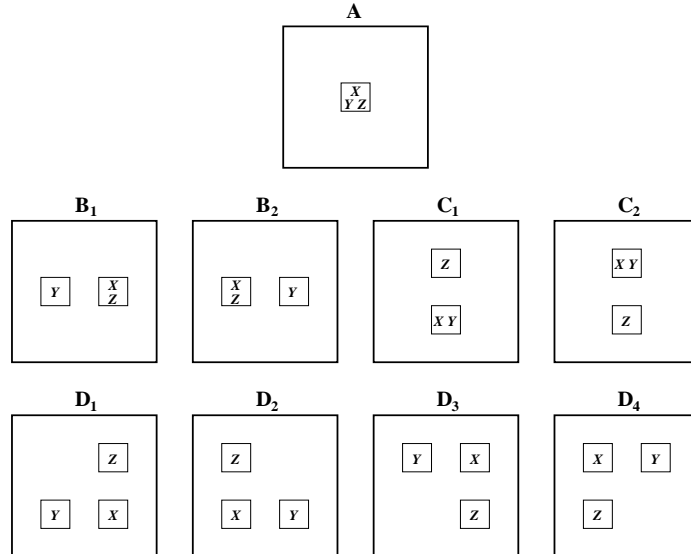 A
X
Y Z
B₁ B₂ C₁ C₂
Z X Y
Y X Z X Z Y
X Y Z
D₁ D₂ D₃ D₄
Z Z Y X X Y
Y X X Y Z Z